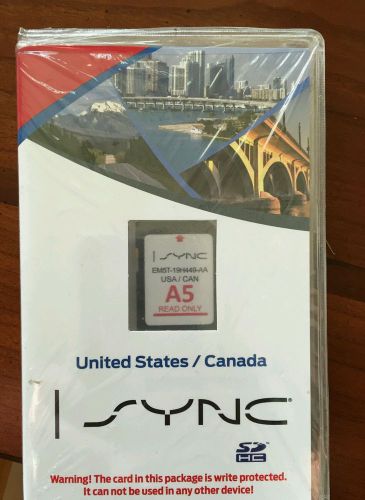 SYNC
EM5T-19H449-AA
USA / CAN
A5
READ ONLY
United States / Canada
SYNC®
SD
HC
Warning! The card in this package is write protected.
It can not be used in any other device!